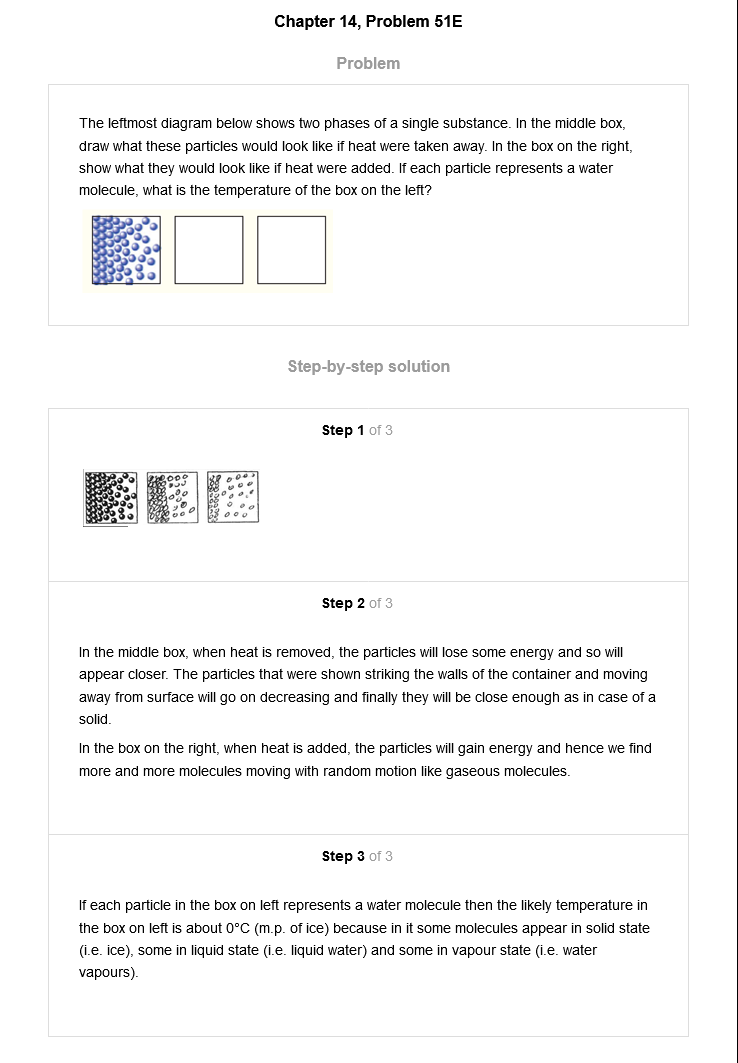 Chapter 14, Problem 51E
Problem
The leftmost diagram below shows two phases of a single substance. In the middle box,
draw what these particles would look like if heat were taken away. In the box on the right,
show what they would look like if heat were added. If each particle represents a water
molecule, what is the temperature of the box on the left?
Step-by-step solution
Step 1 of 3
Step 2 of 3
In the middle box, when heat is removed, the particles will lose some energy and so will
appear closer. The particles that were shown striking the walls of the container and moving
away from surface will go on decreasing and finally they will be close enough as in case of a
solid.
In the box on the right, when heat is added, the particles will gain energy and hence we find
more and more molecules moving with random motion like gaseous molecules.
Step 3 of 3
If each particle in the box on left represents a water molecule then the likely temperature in
the box on left is about 0°C (m.p. of ice) because in it some molecules appear in solid state
(i.e. ice), some in liquid state (i.e. liquid water) and some in vapour state (i.e. water
vapours).